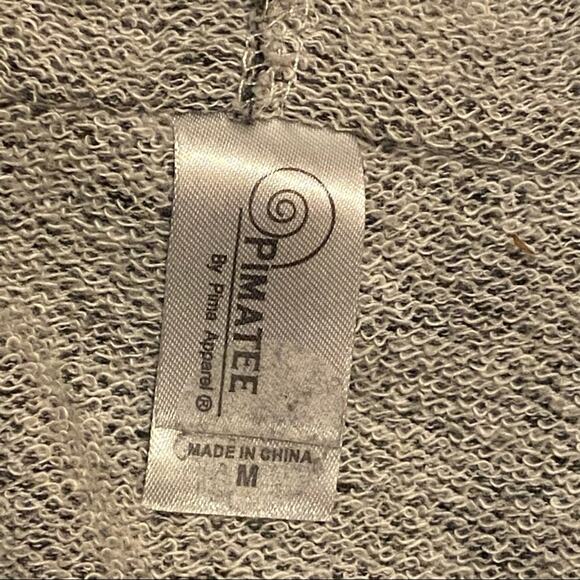 PIMATEE
By Pima Apparel ®
MADE IN CHINA
M